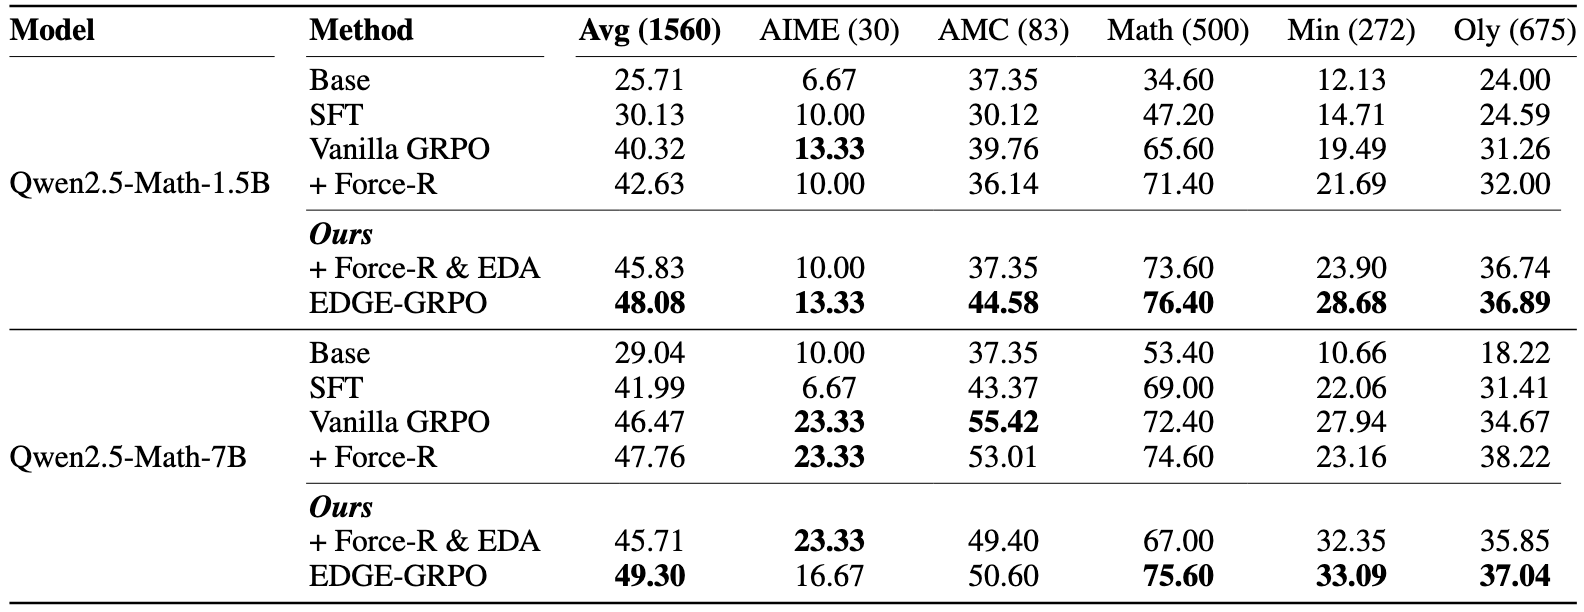 Model Method Avg (1560) AIME (30) AMC (83) Math (500) Min (272) Oly (675)
Base 25.71 6.67 37.35 34.60 12.13 24.00
SFT 30.13 10.00 30.12 47.20 14.71 24.59
Vanilla GRPO 40.32 13.33 39.76 65.60 19.49 31.26
Qwen2.5-Math-1.5B + Force-R 42.63 10.00 36.14 71.40 21.69 32.00
Ours
+ Force-R & EDA 45.83 10.00 37.35 73.60 23.90 36.74
EDGE-GRPO 48.08 13.33 44.58 76.40 28.68 36.89
Base 29.04 10.00 37.35 53.40 10.66 18.22
SFT 41.99 6.67 43.37 69.00 22.06 31.41
Vanilla GRPO 46.47 23.33 55.42 72.40 27.94 34.67
Qwen2.5-Math-7B + Force-R 47.76 23.33 53.01 74.60 23.16 38.22
Ours
+ Force-R & EDA 45.71 23.33 49.40 67.00 32.35 35.85
EDGE-GRPO 49.30 16.67 50.60 75.60 33.09 37.04